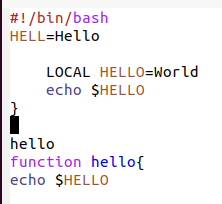 #!/bin/bash
HELL=Hello
LOCAL HELLO=World
echo $HELLO
}
hello
function hello{
echo $HELLO